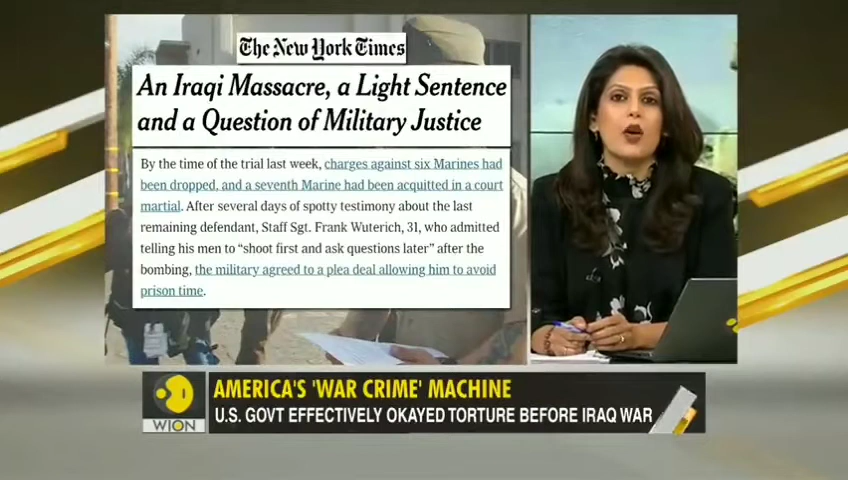 The New York Times
An Iraqi Massacre, a Light Sentence
and a Question of Military Justice
By the time of the trial last week, charges against six Marines had
been dropped, and a seventh Marine had been acquitted in a court
martial. After several days of spotty testimony about the last
remaining defendant, Staff Sgt. Frank Wuterich, 31, who admitted
telling his men to “shoot first and ask questions later” after the
bombing, the military agreed to a plea deal allowing him to avoid
prison time.
AMERICA'S 'WAR CRIME' MACHINE
WION
U.S. GOVT EFFECTIVELY OKAYED TORTURE BEFORE IRAQ WAR